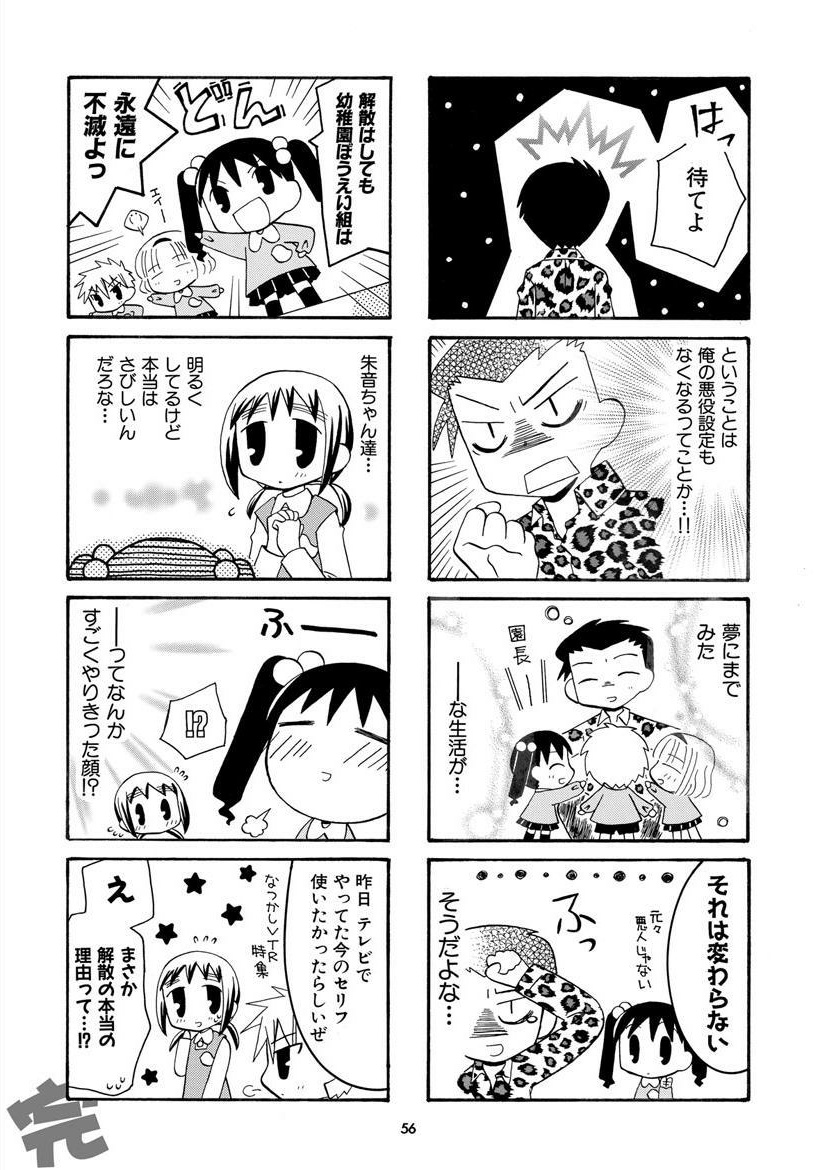 はっ
待てよ
ということは
俺の悪役設定も
なくなるってことか…!!
夢にまで
みた
園長
――な生活が…
それは変わらない
元々
悪人じゃない
ふっ
そうだよな…
解散はしても
幼稚園ぼうえい組は
どん
永遠に
不滅よっ
エィー
朱音ちゃん達…
明るく
してるけど
本当は
さびしいん
だろな…
ふーー
!?
――ってなんか
すごくやりきった顔!?
昨日 テレビで
やってた今のセリフ
使いたかったらしいぜ
なつかしVTR
特集
え
まさか
解散の本当の
理由って…!?
完
56